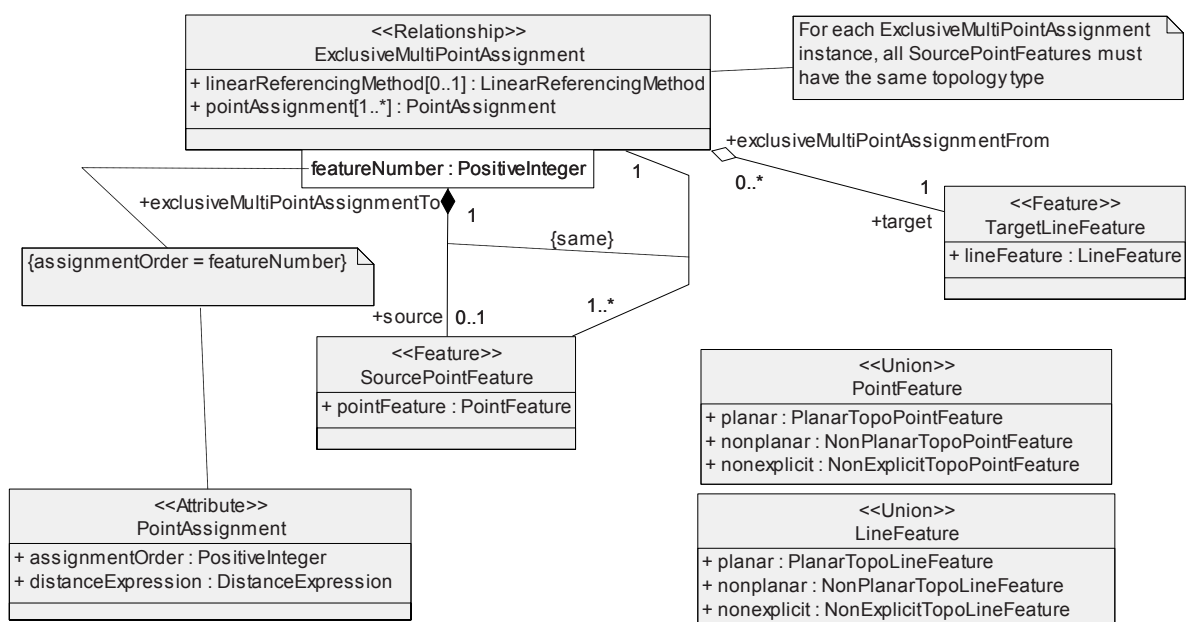 <<Relationship>>
ExclusiveMultiPointAssignment
+ linearReferencingMethod[0..1] : LinearReferencingMethod
+ pointAssignment[1..*] : PointAssignment
For each ExclusiveMultiPointAssignment
instance, all SourcePointFeatures must
have the same topology type
featureNumber : PositiveInteger
+exclusiveMultiPointAssignmentFrom
+exclusiveMultiPointAssignmentTo
1
1
0..*
1
+target
<<Feature>>
TargetLineFeature
+ lineFeature : LineFeature
{same}
{assignmentOrder = featureNumber}
+source
0..1
1..*
<<Feature>>
SourcePointFeature
+ pointFeature : PointFeature
<<Union>>
PointFeature
+ planar : PlanarTopoPointFeature
+ nonplanar : NonPlanarTopoPointFeature
+ nonexplicit : NonExplicitTopoPointFeature
<<Attribute>>
PointAssignment
+ assignmentOrder : PositiveInteger
+ distanceExpression : DistanceExpression
<<Union>>
LineFeature
+ planar : PlanarTopoLineFeature
+ nonplanar : NonPlanarTopoLineFeature
+ nonexplicit : NonExplicitTopoLineFeature